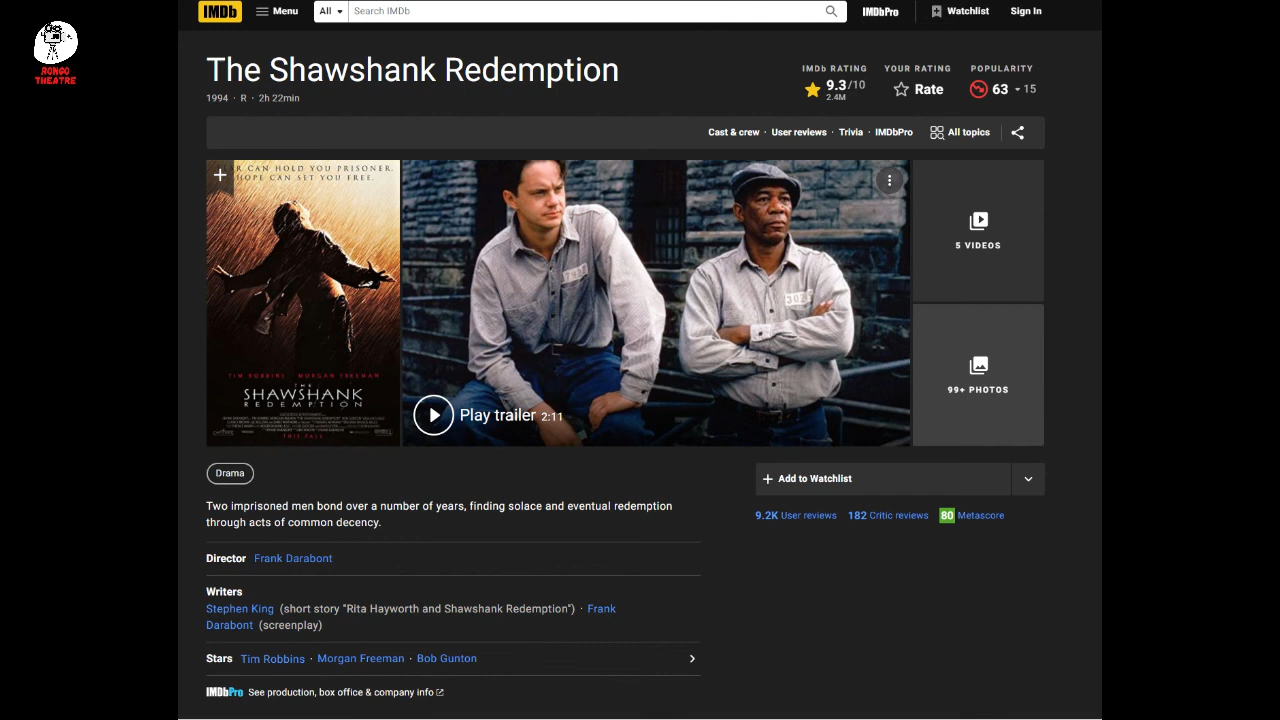 RONGO
THEATRE
IMDb
Menu
All
Search IMDb
IMDbPro
Watchlist
Sign In
The Shawshank Redemption
1994 · R · 2h 22min
IMDb RATING
9.3/10
2.4M
YOUR RATING
Rate
POPULARITY
63
15
Cast & crew · User reviews · Trivia · IMDbPro
All topics
CAN HOLD YOU PRISONER.
HOPE CAN SET YOU FREE.
TIM ROBBINS MORGAN FREEMAN
THE
SHAWSHANK
REDEMPTION
THIS FALL
Play trailer 2:11
5 VIDEOS
99+ PHOTOS
Drama
Add to Watchlist
Two imprisoned men bond over a number of years, finding solace and eventual redemption
through acts of common decency.
9.2K User reviews 182 Critic reviews 80 Metascore
Director Frank Darabont
Writers
Stephen King (short story "Rita Hayworth and Shawshank Redemption") · Frank
Darabont (screenplay)
Stars Tim Robbins · Morgan Freeman · Bob Gunton
IMDbPro See production, box office & company info